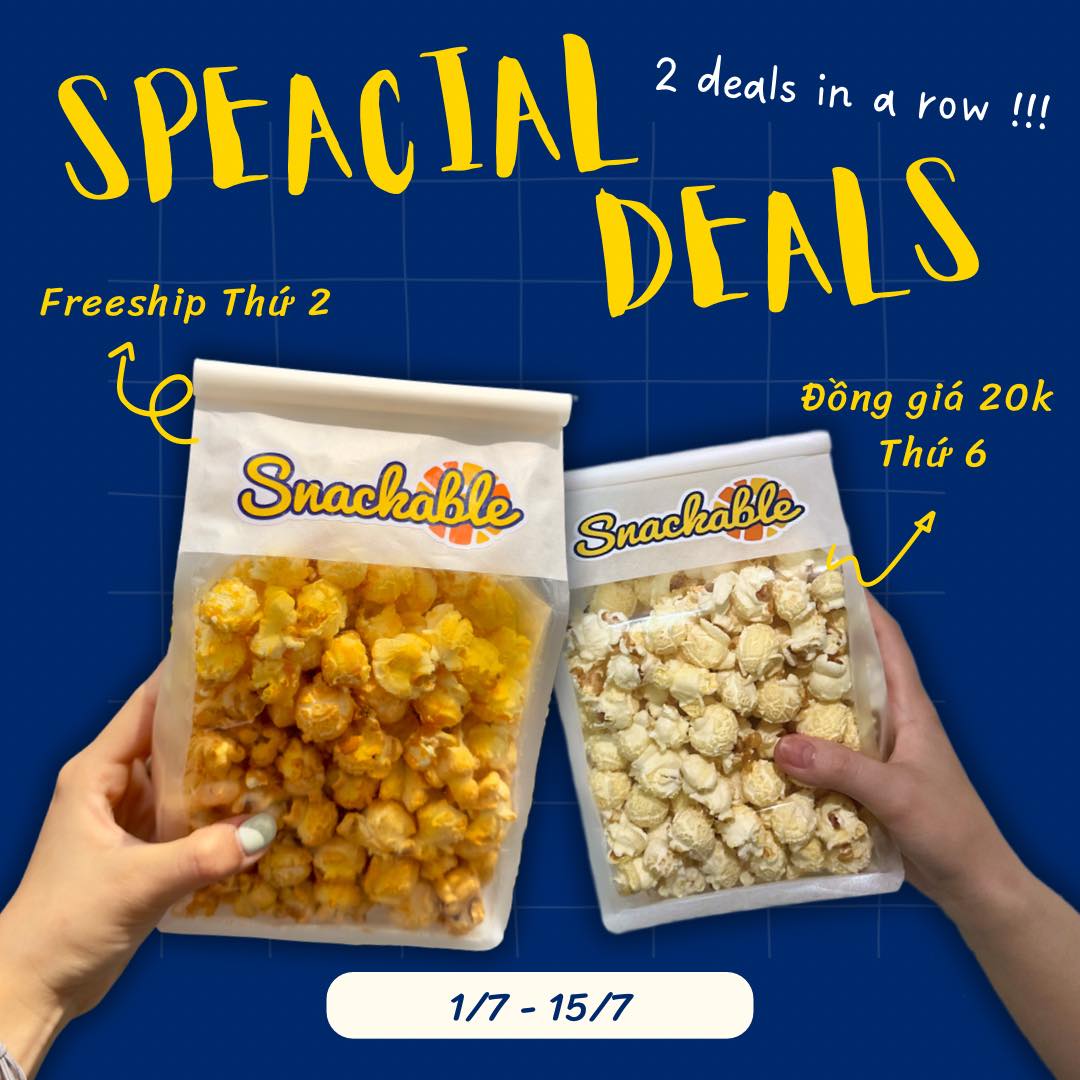 SPEACIAL
2 deals in a row !!!
DEALS
Freeship Thứ 2
Đồng giá 20k
Thứ 6
Snackable
Snackable
1/7 - 15/7